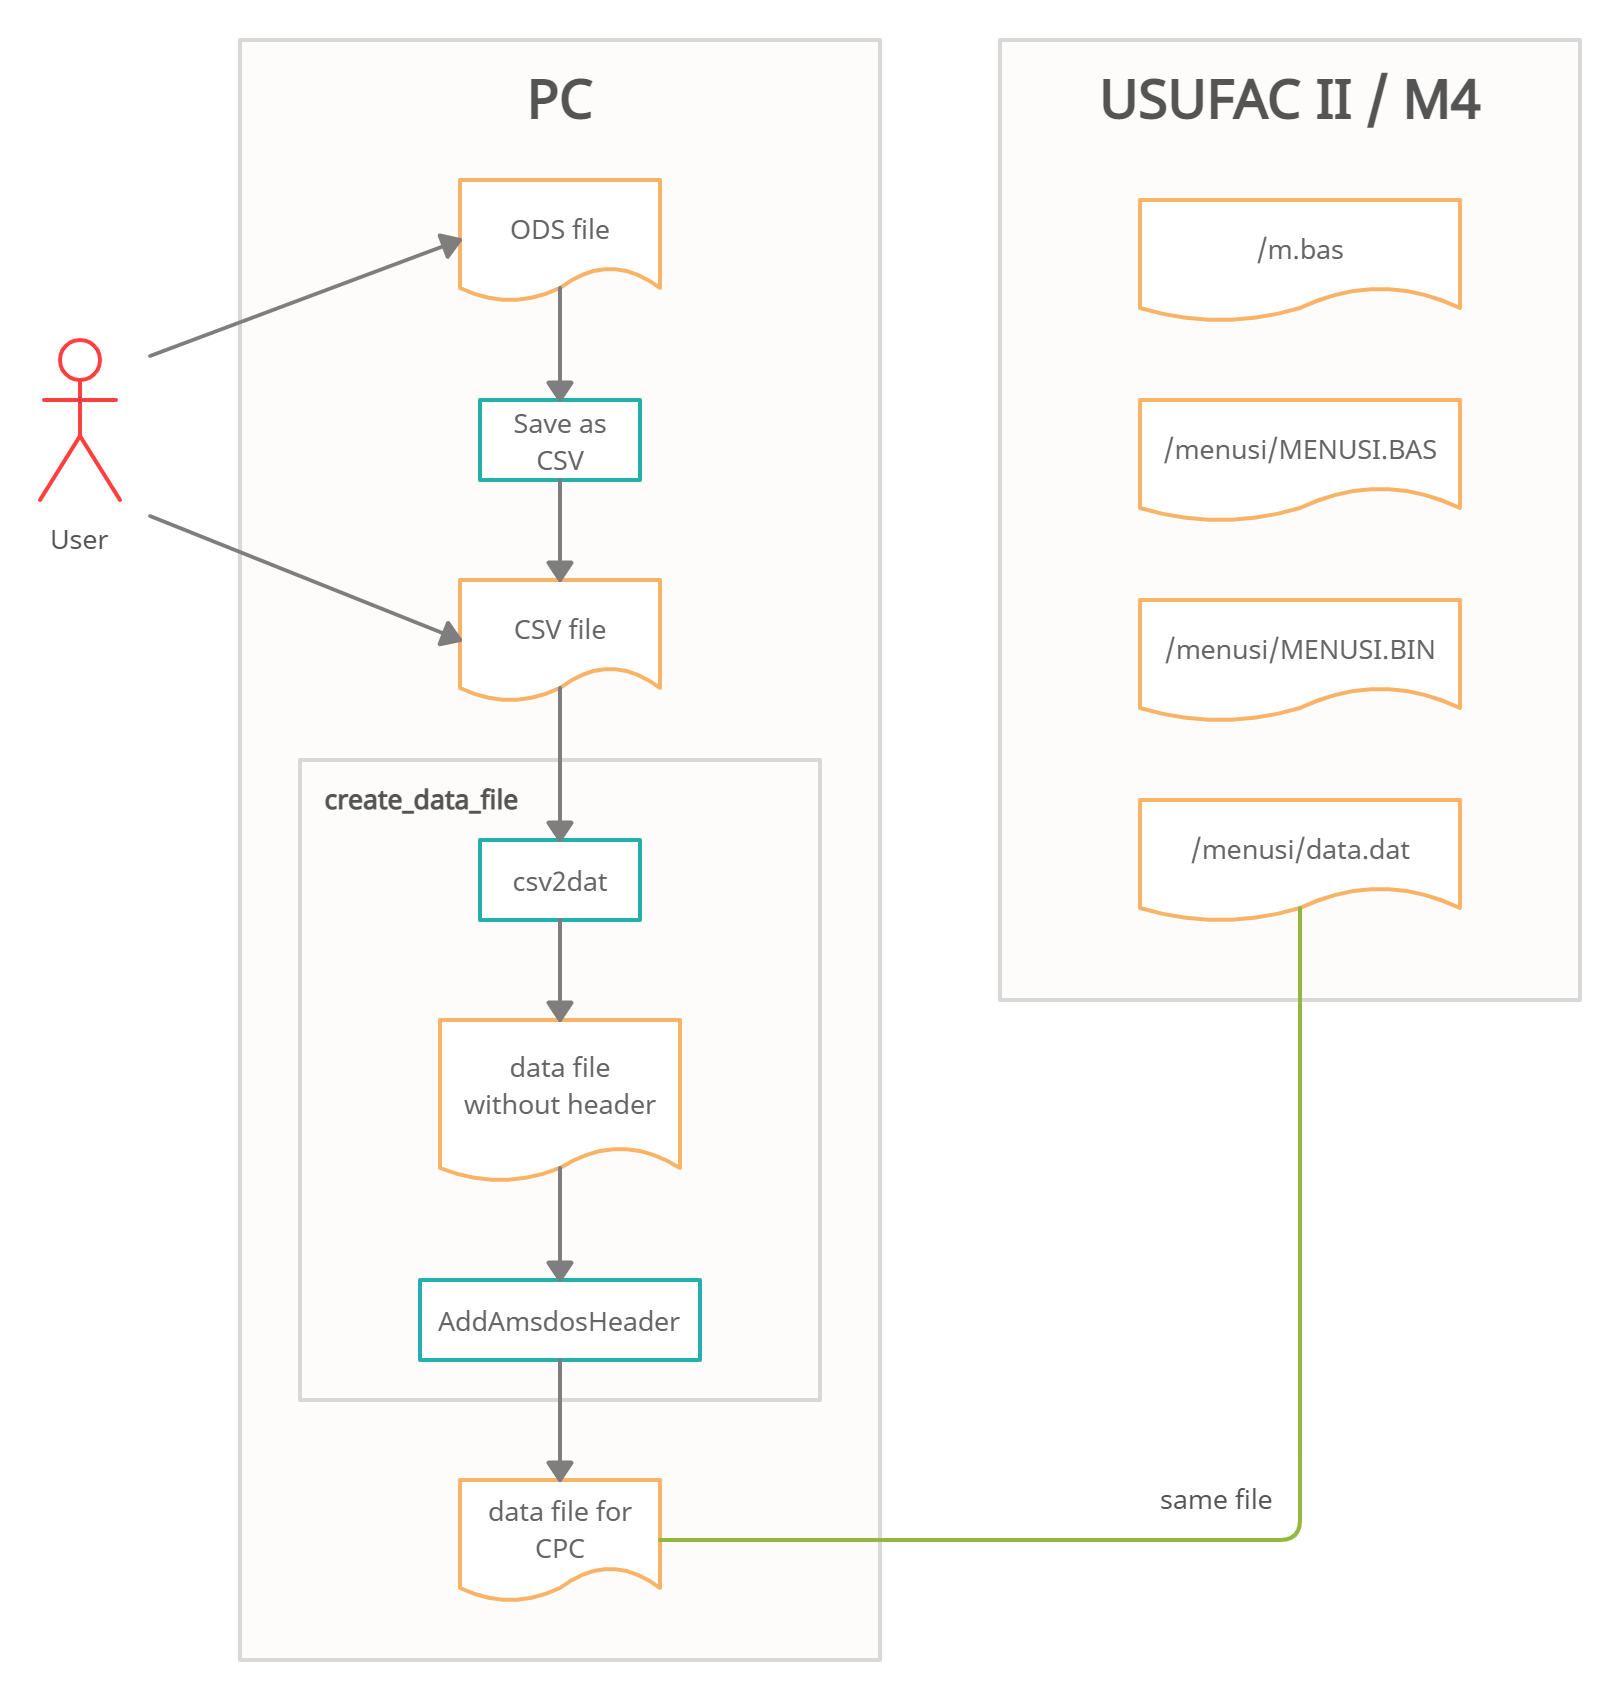 PC
ODS file
Save as
CSV
User
CSV file
create_data_file
csv2dat
data file
without header
AddAmsdosHeader
data file for
CPC
USUFAC II / M4
/m.bas
/menusi/MENUSI.BAS
/menusi/MENUSI.BIN
/menusi/data.dat
same file